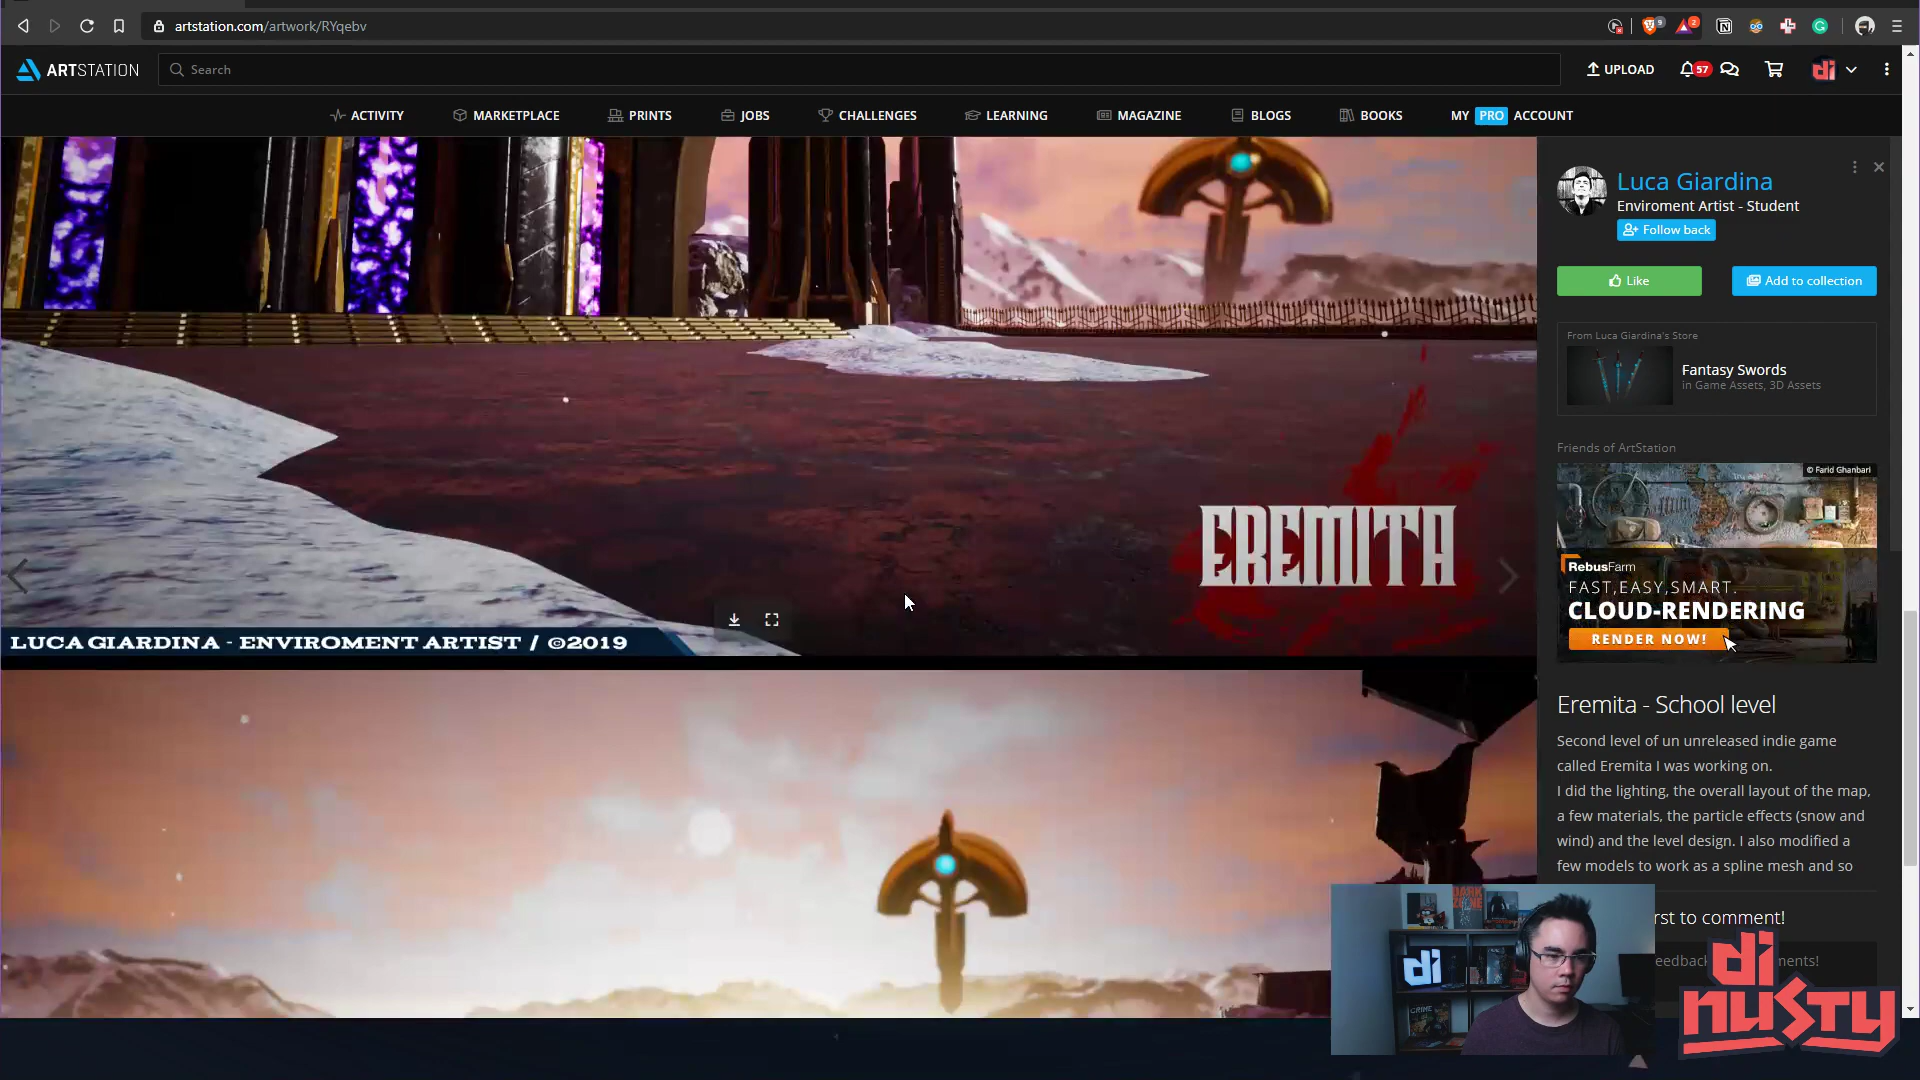 artstation.com/artwork/RYqebv
9
2
ARTSTATION
Search
UPLOAD
57
di
ACTIVITY
MARKETPLACE
PRINTS
JOBS
CHALLENGES
LEARNING
MAGAZINE
BLOGS
BOOKS
MY PRO ACCOUNT
EREMITA
LUCA GIARDINA - ENVIROMENT ARTIST / ©2019
Luca Giardina
Enviroment Artist - Student
Follow back
Like
Add to collection
From Luca Giardina's Store
Fantasy Swords
in Game Assets, 3D Assets
Friends of ArtStation
© Farid Ghanbari
RebusFarm
FAST,EASY,SMART.
CLOUD-RENDERING
RENDER NOW!
Eremita - School level
Second level of un unreleased indie game
called Eremita I was working on.
I did the lighting, the overall layout of the map,
a few materials, the particle effects (snow and
wind) and the level design. I also modified a
few models to work as a spline mesh and so
rst to comment!
di
CRIME
di
nusty